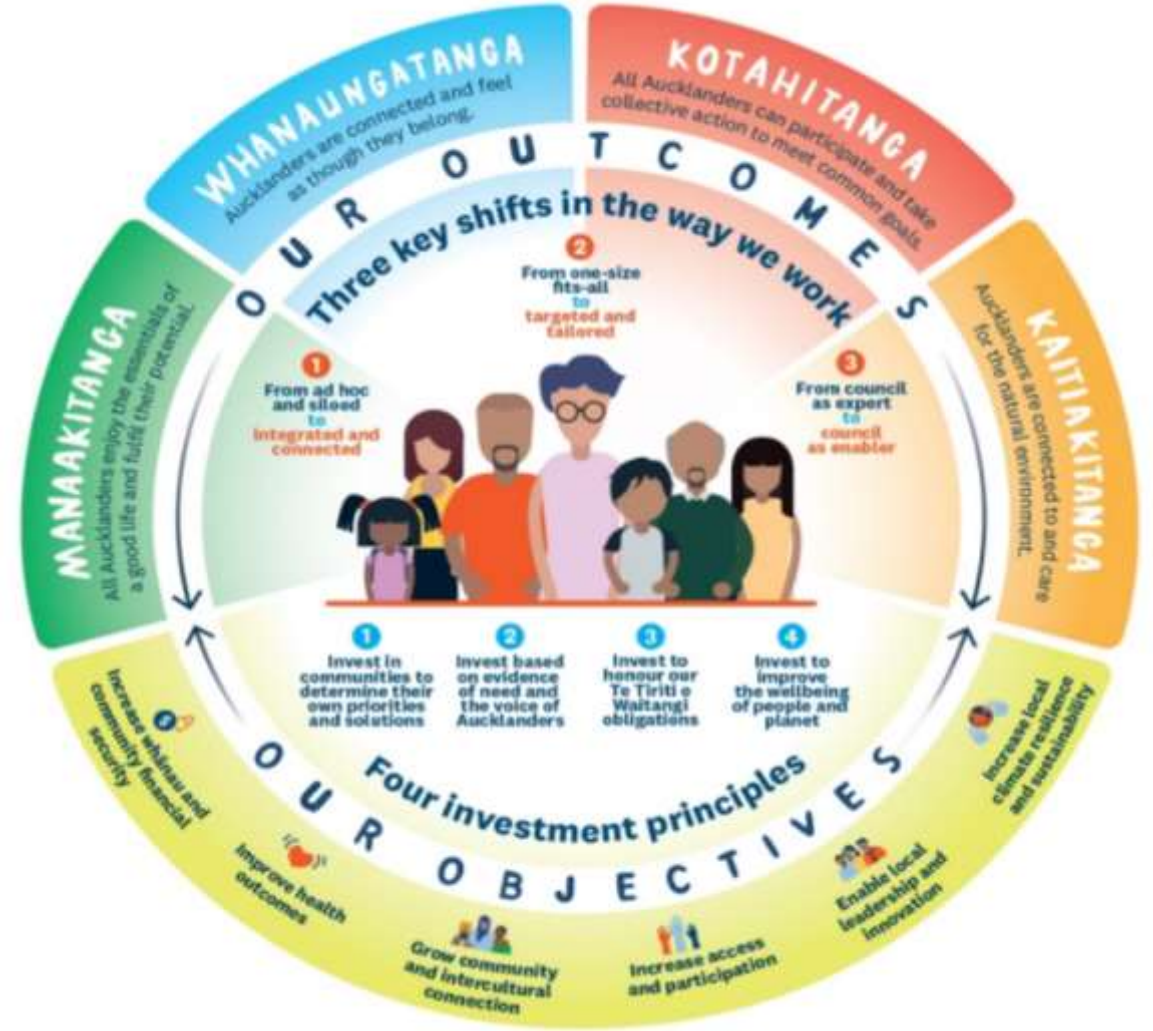 MANAAKITANGA
All Aucklanders enjoy the essentials of
a good life and fulfil their potential.
WHANAUNGATANGA
Aucklanders are connected and feel
as though they belong.
KOTAHITANGA
All Aucklanders can participate and take
collective action to meet common goals.
KAITIAKITANGA
Aucklanders are connected to and care
for the natural environment.
OUR OUTCOMES
Three key shifts in the way we work
1
From ad hoc
and siloed
to
integrated and
connected
2
From one-size
fits-all
to
targeted and
tailored
3
From council
as expert
to
council
as enabler
1
Invest in
communities to
determine their
own priorities
and solutions
2
Invest based
on evidence
of need and
the voice of
Aucklanders
3
Invest to
honour our
Te Tiriti o
Waitangi
obligations
4
Invest to
improve
the wellbeing
of people and
planet
Four investment principles
OUR OBJECTIVES
Increase whānau and
community financial
security
Improve health
outcomes
Grow community
and intercultural
connection
Increase access
and participation
Enable local
leadership and
innovation
Increase local
climate resilience
and sustainability